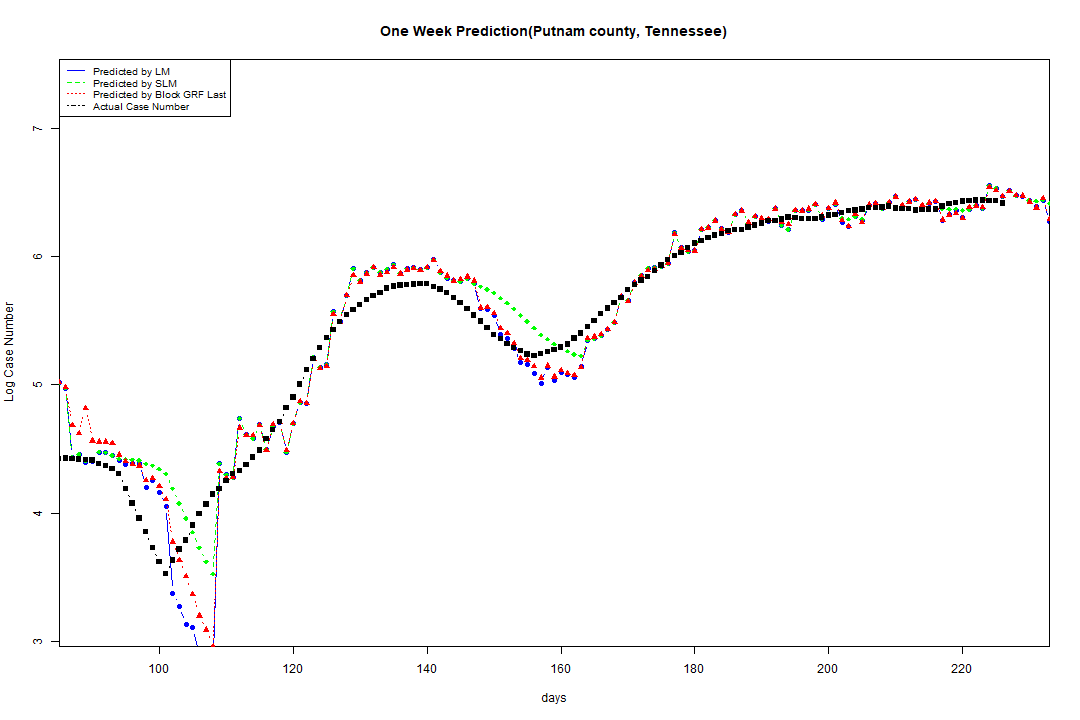 One Week Prediction(Putnam county, Tennessee)
Predicted by LM
Predicted by SLM
Predicted by Block GRF Last
Actual Case Number
7
6
5
4
3
Log Case Number
100 120 140 160 180 200 220
days